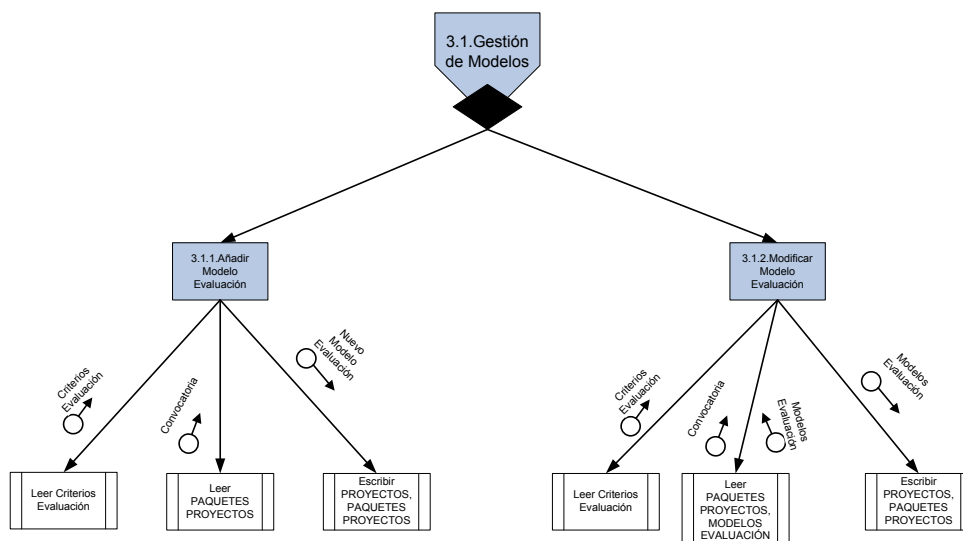 3.1.Gestión
de Modelos
3.1.1.Añadir
Modelo
Evaluación
3.1.2.Modificar
Modelo
Evaluación
Criterios
Evaluación
Convocatoria
Nuevo
Modelo
Evaluación
Criterios
Evaluación
Convocatoria
Modelos
Evaluación
Modelos
Evaluación
Leer Criterios
Evaluación
Leer
PAQUETES
PROYECTOS
Escribir
PROYECTOS,
PAQUETES
PROYECTOS
Leer Criterios
Evaluación
Leer
PAQUETES
PROYECTOS,
MODELOS
EVALUACIÓN
Escribir
PROYECTOS,
PAQUETES
PROYECTOS